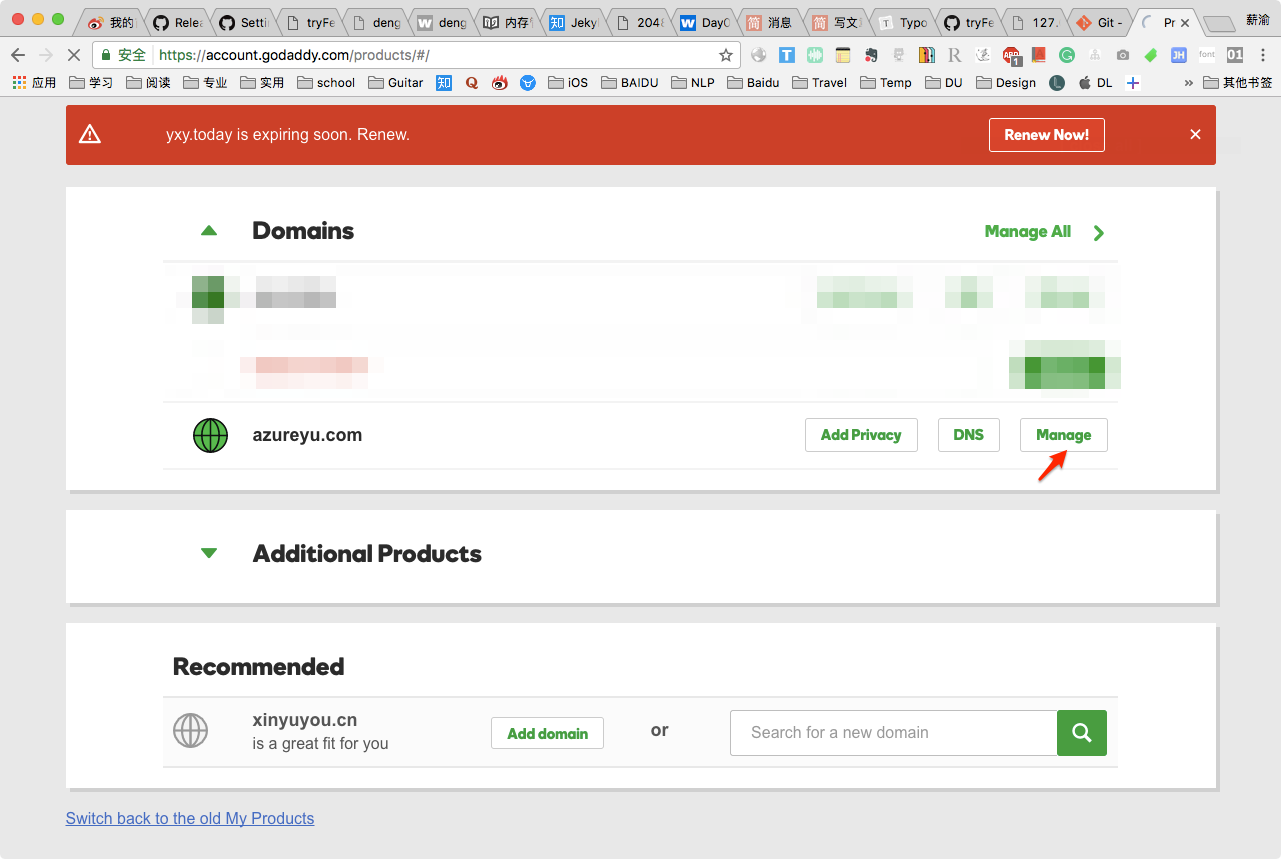 我的 Relea Setti tryFe deng deng 内存 Jeky 2048 DayO 消息 写文 Typo tryFe 127. Git - Pr 薪渝
安全 https://account.godaddy.com/products/#/
应用 学习 阅读 专业 实用 school Guitar 知 iOS BAIDU NLP Baidu Travel Temp DU Design DL » 其他书签
yxy.today is expiring soon. Renew.
Renew Now!
Domains
Manage All
azureyu.com
Add Privacy
DNS
Manage
Additional Products
Recommended
xinyuyou.cn
is a great fit for you
Add domain
or
Search for a new domain
Switch back to the old My Products